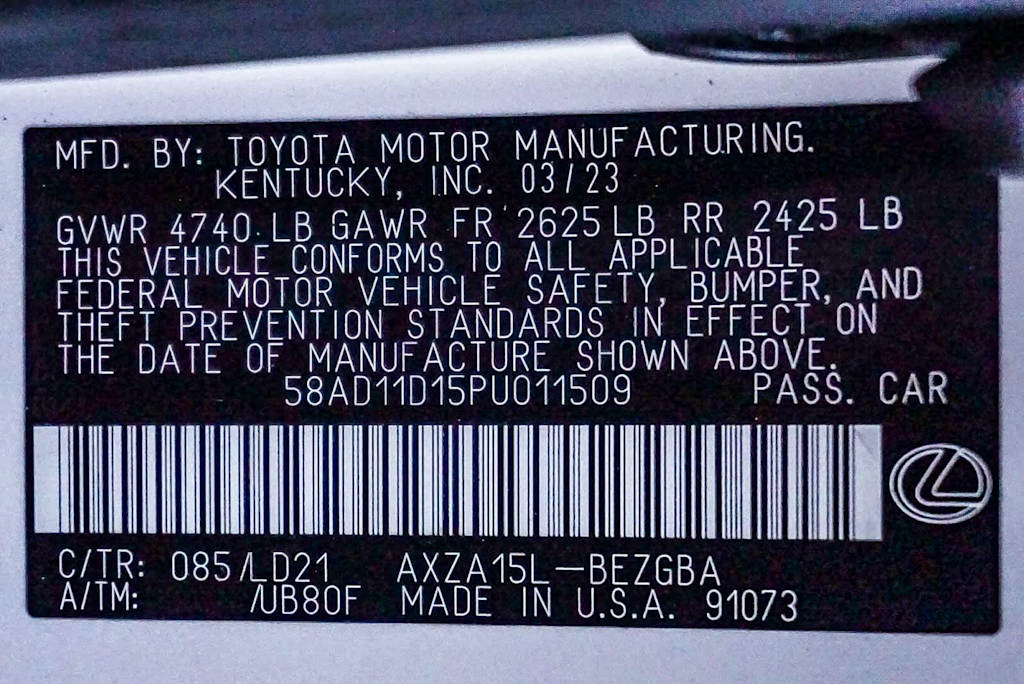 MFD. BY: TOYOTA MOTOR MANUFACTURING.
KENTUCKY, INC. 03/23
GVWR 4740 LB GAWR FR 2625 LB RR 2425 LB
THIS VEHICLE CONFORMS TO ALL APPLICABLE
FEDERAL MOTOR VEHICLE SAFETY, BUMPER, AND
THEFT PREVENTION STANDARDS IN EFFECT ON
THE DATE OF MANUFACTURE SHOWN ABOVE.
58AD11D15PU011509 PASS. CAR
C/TR: 085/LD21 AXZA15L-BEZGBA
A/TM: /UB80F MADE IN U.S.A. 91073